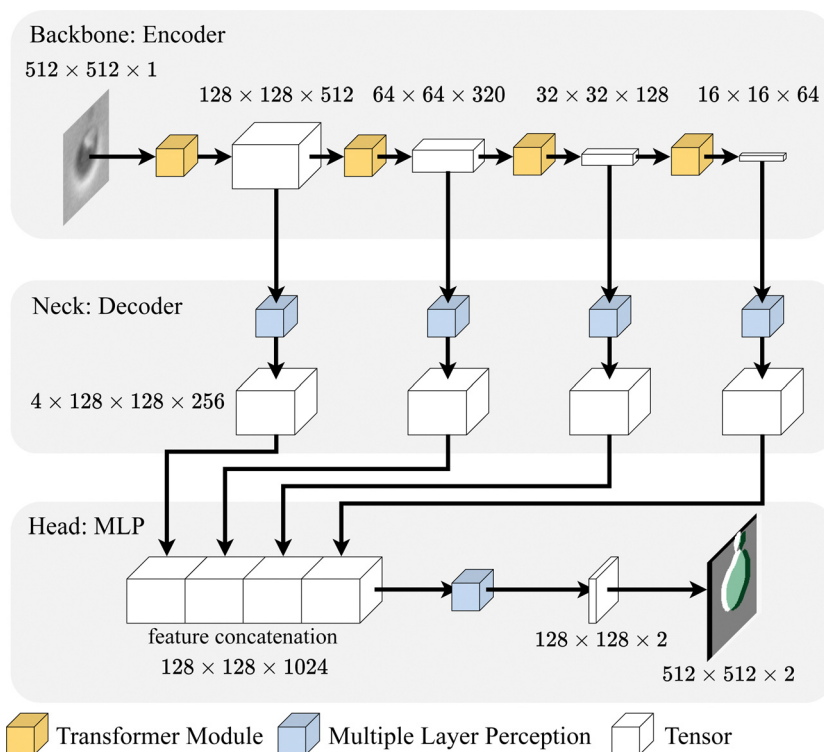 Backbone: Encoder
512 × 512 × 1
128 × 128 × 512
64 × 64 × 320
32 × 32 × 128
16 × 16 × 64
Neck: Decoder
4 × 128 × 128 × 256
Head: MLP
feature concatenation
128 × 128 × 1024
128 × 128 × 2
512 × 512 × 2
Transformer Module
Multiple Layer Perception
Tensor